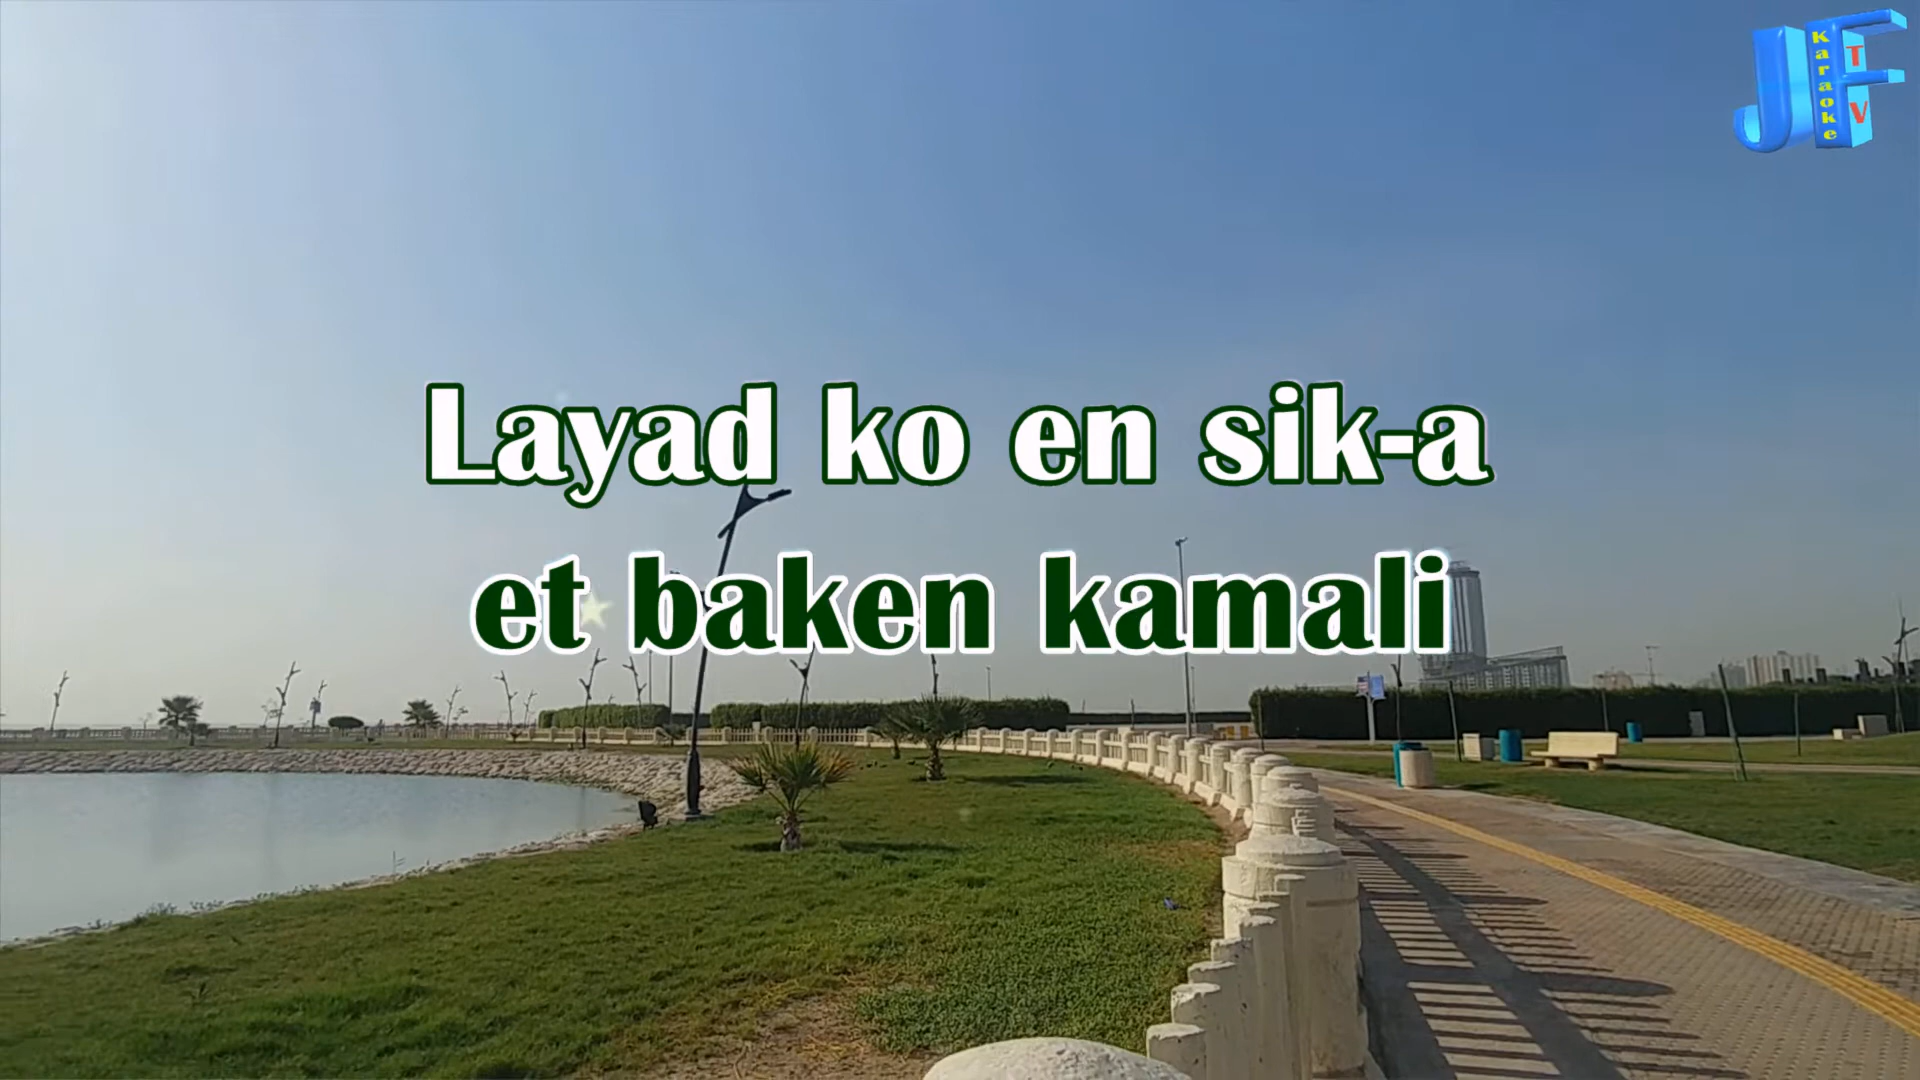 JF
Karaoke
TV
Layad ko en sik-a
et baken kamali